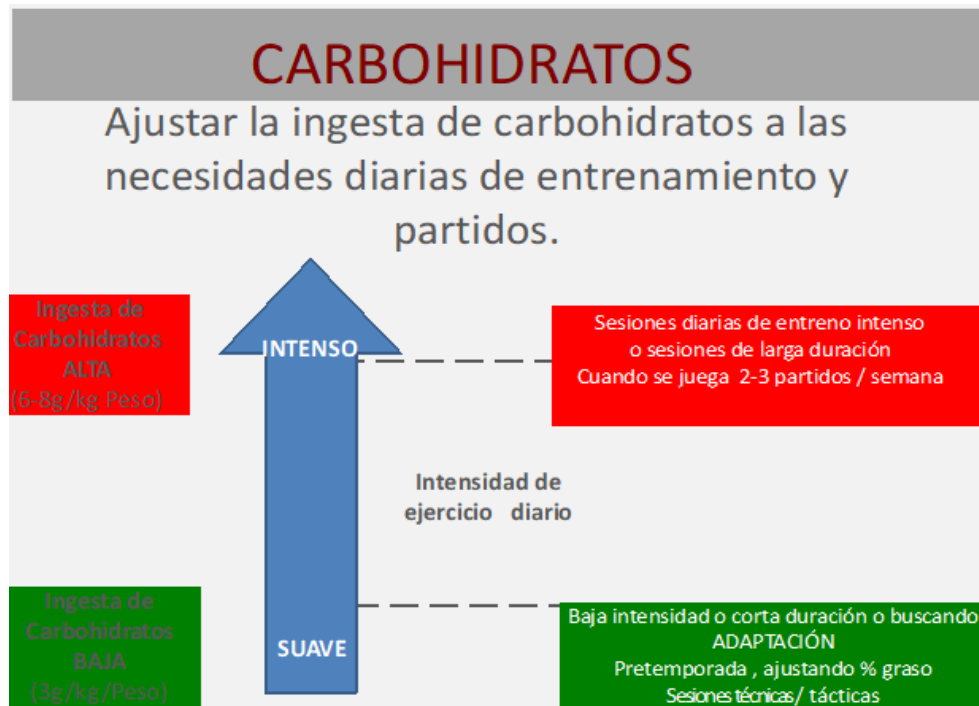 CARBOHIDRATOS
Ajustar la ingesta de carbohidratos a las
necesidades diarias de entrenamiento y
partidos.
Ingesta de
Carbohidratos
ALTA
(6-8g/kg Peso)
INTENSO
Sesiones diarias de entreno intenso
o sesiones de larga duración
Cuando se juega 2-3 partidos / semana
Intensidad de
ejercicio diario
Ingesta de
Carbohidratos
BAJA
(3g/kg/Peso)
SUAVE
Baja intensidad o corta duración o buscando
ADAPTACIÓN
Pretemporada , ajustando % graso
Sesiones técnicas/ tácticas